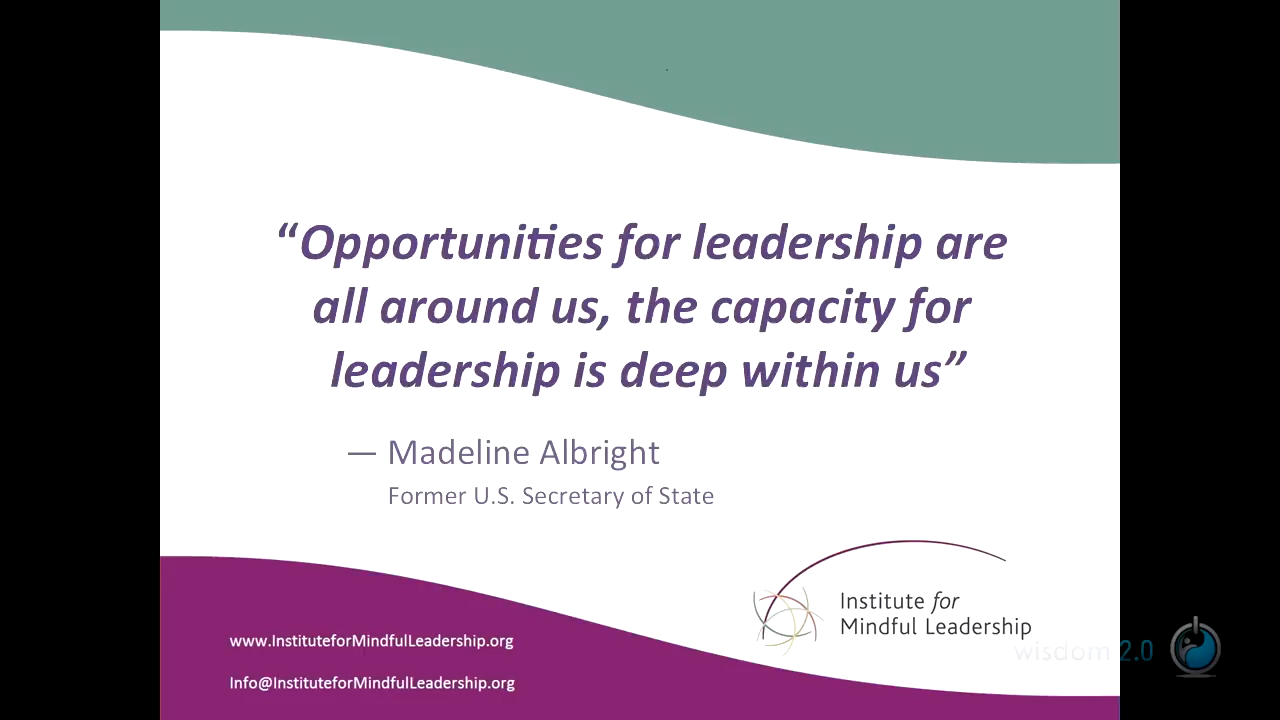 “Opportunities for leadership are
all around us, the capacity for
leadership is deep within us”
— Madeline Albright
Former U.S. Secretary of State
Institute for
Mindful Leadership
www.InstituteforMindfulLeadership.org
Info@InstituteforMindfulLeadership.org
wisdom 2.0